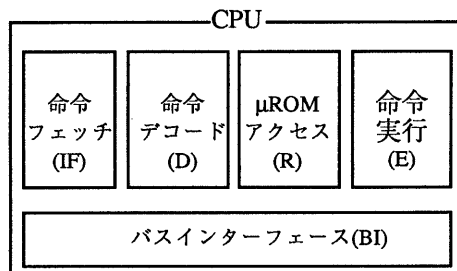 CPU
命令
フェッチ
(IF)
命令
デコード
(D)
μROM
アクセス
(R)
命令
実行
(E)
バスインターフェース(BI)